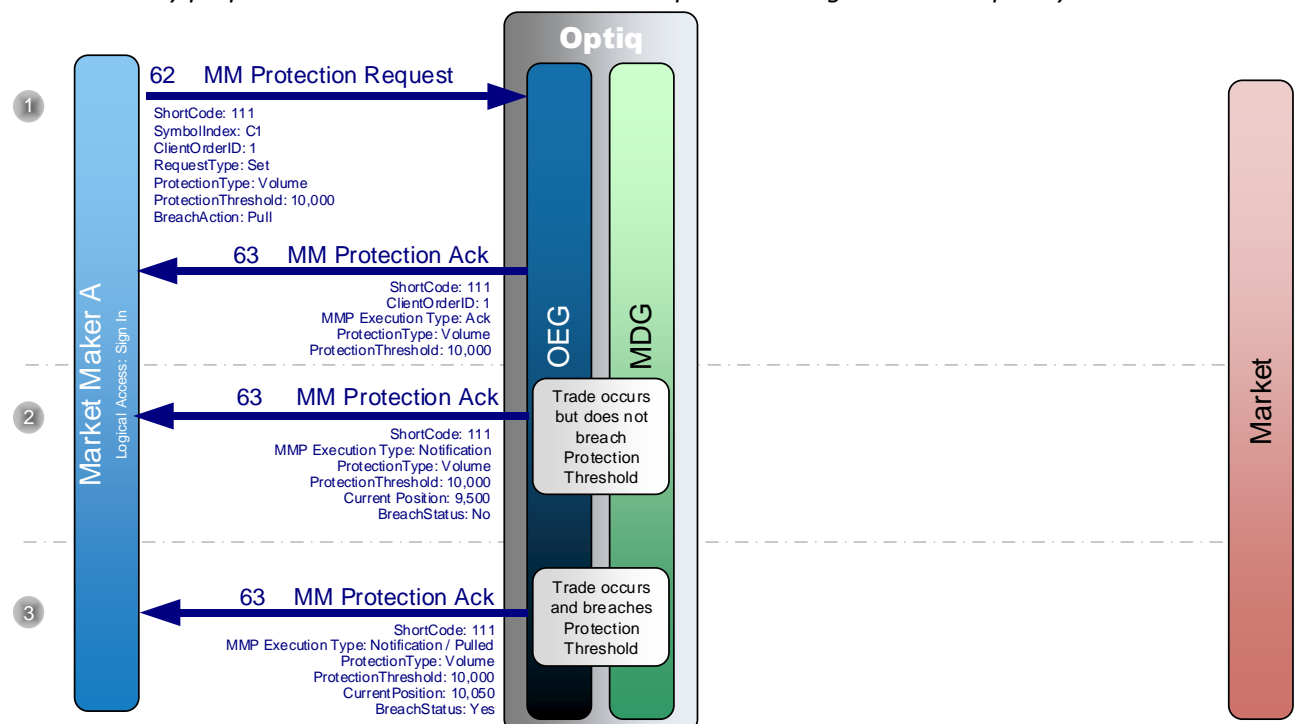 Optiq
1
62 MM Protection Request
ShortCode: 111
SymbolIndex: C1
ClientOrderID: 1
RequestType: Set
ProtectionType: Volume
ProtectionThreshold: 10,000
BreachAction: Pull
63 MM Protection Ack
ShortCode: 111
ClientOrderID: 1
MMP Execution Type: Ack
ProtectionType: Volume
ProtectionThreshold: 10,000
Market Maker A
Logical Access: Sign In
OEG
MDG
Market
2
63 MM Protection Ack
ShortCode: 111
MMP Execution Type: Notification
ProtectionType: Volume
ProtectionThreshold: 10,000
Current Position: 9,500
BreachStatus: No
Trade occurs
but does not
breach
Protection
Threshold
3
63 MM Protection Ack
ShortCode: 111
MMP Execution Type: Notification / Pulled
ProtectionType: Volume
ProtectionThreshold: 10,000
CurrentPosition: 10,050
BreachStatus: Yes
Trade occurs
and breaches
Protection
Threshold